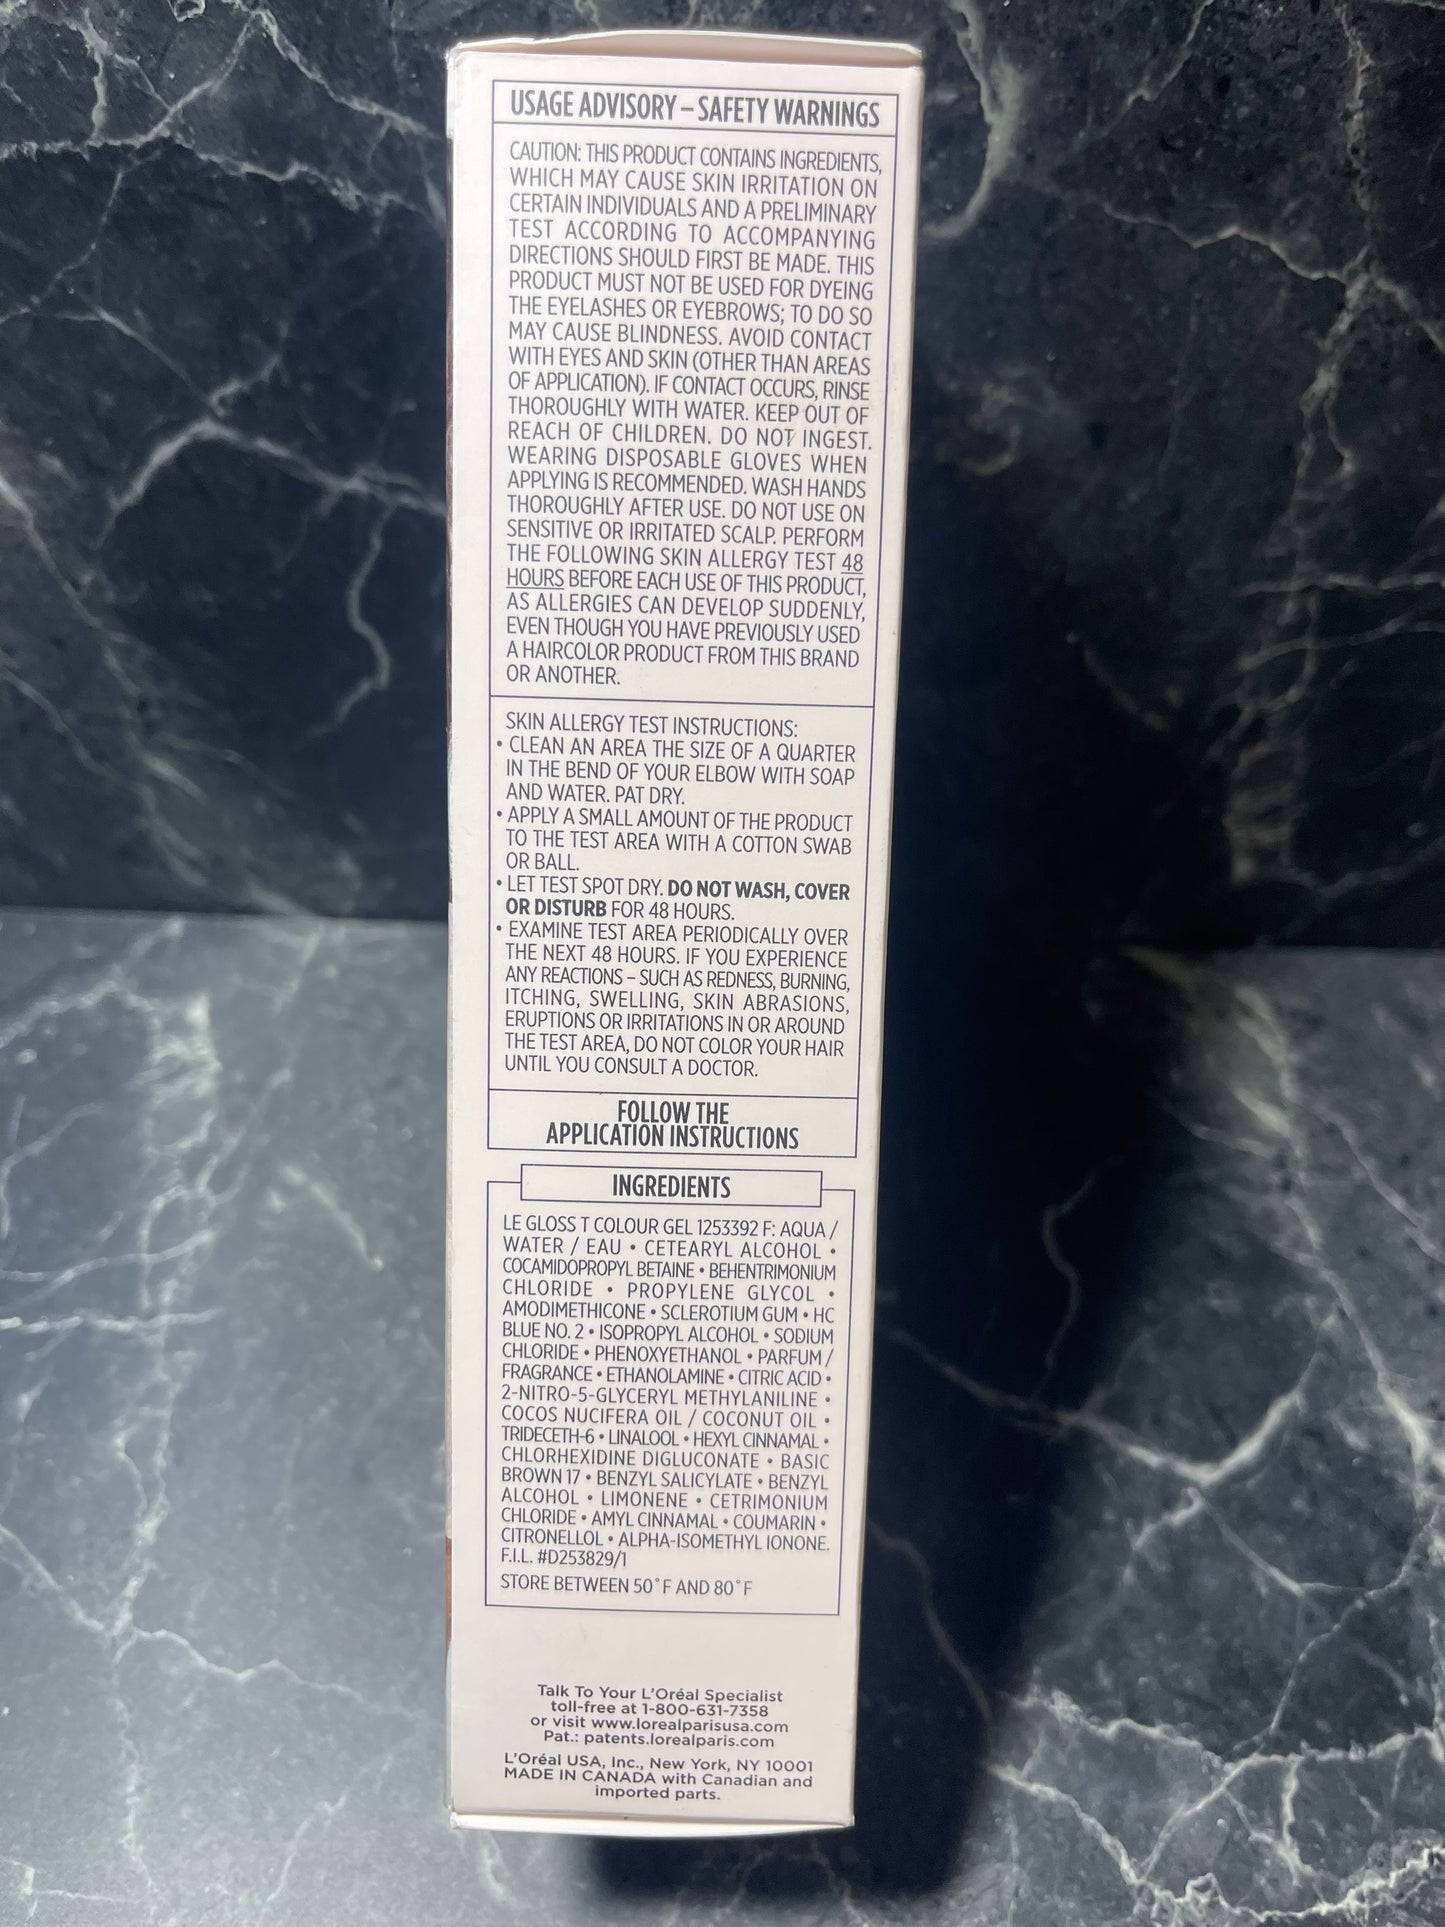 USAGE ADVISORY – SAFETY WARNINGS
CAUTION: THIS PRODUCT CONTAINS INGREDIENTS,
WHICH MAY CAUSE SKIN IRRITATION ON
CERTAIN INDIVIDUALS AND A PRELIMINARY
TEST ACCORDING TO ACCOMPANYING
DIRECTIONS SHOULD FIRST BE MADE. THIS
PRODUCT MUST NOT BE USED FOR DYEING
THE EYELASHES OR EYEBROWS; TO DO SO
MAY CAUSE BLINDNESS. AVOID CONTACT
WITH EYES AND SKIN (OTHER THAN AREAS
OF APPLICATION). IF CONTACT OCCURS, RINSE
THOROUGHLY WITH WATER. KEEP OUT OF
REACH OF CHILDREN. DO NOT INGEST.
WEARING DISPOSABLE GLOVES WHEN
APPLYING IS RECOMMENDED. WASH HANDS
THOROUGHLY AFTER USE. DO NOT USE ON
SENSITIVE OR IRRITATED SCALP. PERFORM
THE FOLLOWING SKIN ALLERGY TEST 48
HOURS BEFORE EACH USE OF THIS PRODUCT,
AS ALLERGIES CAN DEVELOP SUDDENLY,
EVEN THOUGH YOU HAVE PREVIOUSLY USED
A HAIRCOLOR PRODUCT FROM THIS BRAND
OR ANOTHER.
SKIN ALLERGY TEST INSTRUCTIONS:
• CLEAN AN AREA THE SIZE OF A QUARTER
IN THE BEND OF YOUR ELBOW WITH SOAP
AND WATER. PAT DRY.
• APPLY A SMALL AMOUNT OF THE PRODUCT
TO THE TEST AREA WITH A COTTON SWAB
OR BALL.
• LET TEST SPOT DRY. DO NOT WASH, COVER
OR DISTURB FOR 48 HOURS.
• EXAMINE TEST AREA PERIODICALLY OVER
THE NEXT 48 HOURS. IF YOU EXPERIENCE
ANY REACTIONS – SUCH AS REDNESS, BURNING,
ITCHING, SWELLING, SKIN ABRASIONS,
ERUPTIONS OR IRRITATIONS IN OR AROUND
THE TEST AREA, DO NOT COLOR YOUR HAIR
UNTIL YOU CONSULT A DOCTOR.
FOLLOW THE
APPLICATION INSTRUCTIONS
INGREDIENTS
LE GLOSS T COLOUR GEL 1253392 F: AQUA /
WATER / EAU • CETEARYL ALCOHOL •
COCAMIDOPROPYL BETAINE • BEHENTRIMONIUM
CHLORIDE • PROPYLENE GLYCOL •
AMODIMETHICONE • SCLEROTIUM GUM • HC
BLUE NO. 2 • ISOPROPYL ALCOHOL • SODIUM
CHLORIDE • PHENOXYETHANOL • PARFUM /
FRAGRANCE • ETHANOLAMINE • CITRIC ACID •
2-NITRO-5-GLYCERYL METHYLANILINE •
COCOS NUCIFERA OIL / COCONUT OIL •
TRIDECETH-6 • LINALOOL • HEXYL CINNAMAL •
CHLORHEXIDINE DIGLUCONATE • BASIC
BROWN 17 • BENZYL SALICYLATE • BENZYL
ALCOHOL • LIMONENE • CETRIMONIUM
CHLORIDE • AMYL CINNAMAL • COUMARIN •
CITRONELLOL • ALPHA-ISOMETHYL IONONE.
F.I.L. #D253829/1
STORE BETWEEN 50°F AND 80°F
Talk To Your L'Oréal Specialist
toll-free at 1-800-631-7358
or visit www.lorealparisusa.com
Pat.: patents.lorealparis.com
L'Oréal USA, Inc., New York, NY 10001
MADE IN CANADA with Canadian and
imported parts.